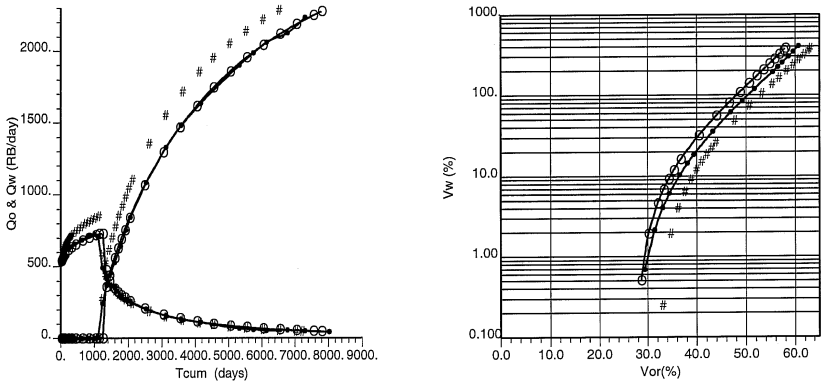 2000.
1500.
1000.
500.
0.
Qo & Qw (RB/day)
0. 1000. 2000. 3000. 4000. 5000. 6000. 7000. 8000. 9000.
Tcum (days)
1000.
100.
10.0
1.00
0.100
Vw (%)
0.0 10.0 20.0 30.0 40.0 50.0 60.0
Vor(%)